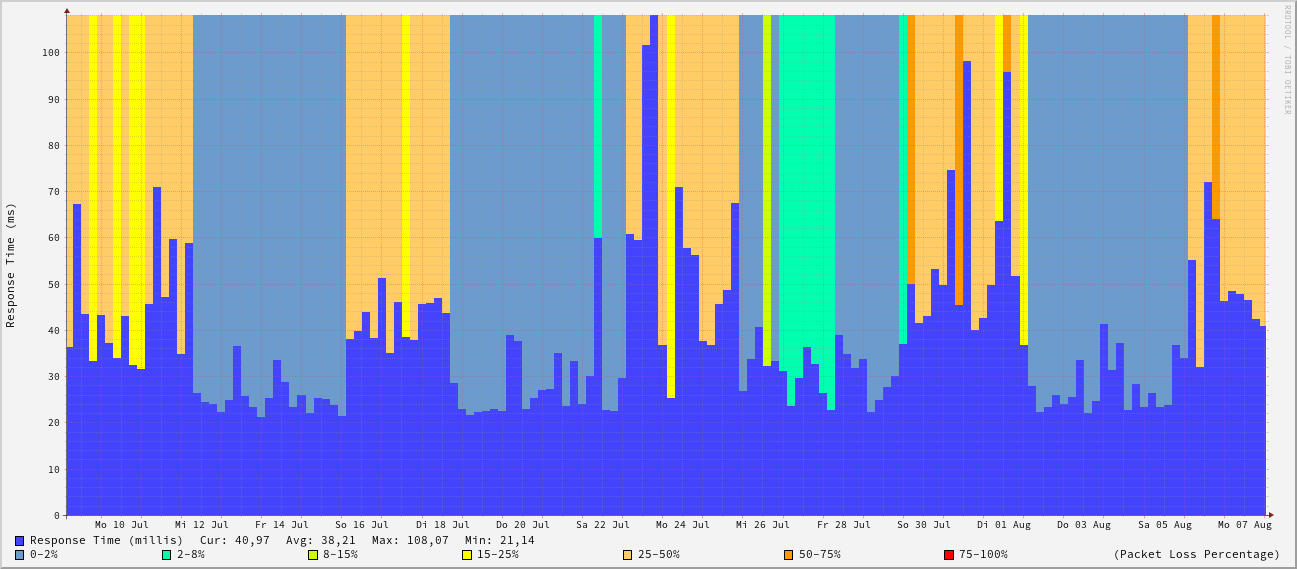 RRDTOOL / TOBI OETIKER
Response Time (ms)
100
90
80
70
60
50
40
30
20
10
0
Mo 10 Jul Mi 12 Jul Fr 14 Jul So 16 Jul Di 18 Jul Do 20 Jul Sa 22 Jul Mo 24 Jul Mi 26 Jul Fr 28 Jul So 30 Jul Di 01 Aug Do 03 Aug Sa 05 Aug Mo 07 Aug
Response Time (millis) Cur: 40,97 Avg: 38,21 Max: 108,07 Min: 21,14
0-2% 2-8% 8-15% 15-25% 25-50% 50-75% 75-100% (Packet Loss Percentage)